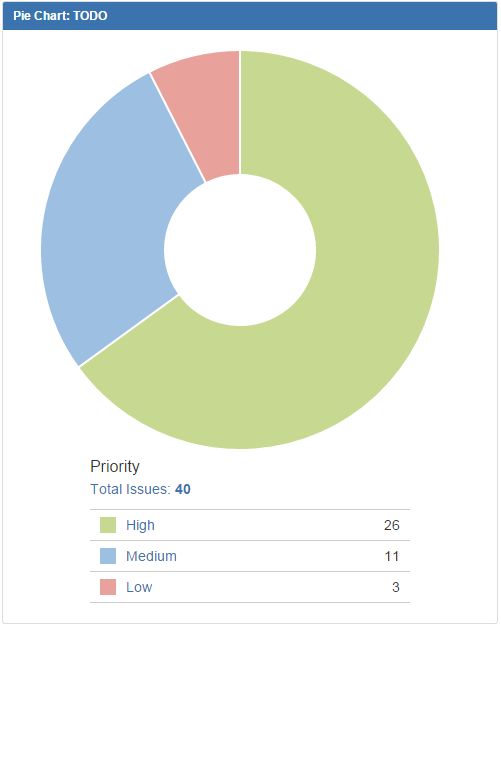 Pie Chart: TODO
Priority
Total Issues: 40
High 26
Medium 11
Low 3